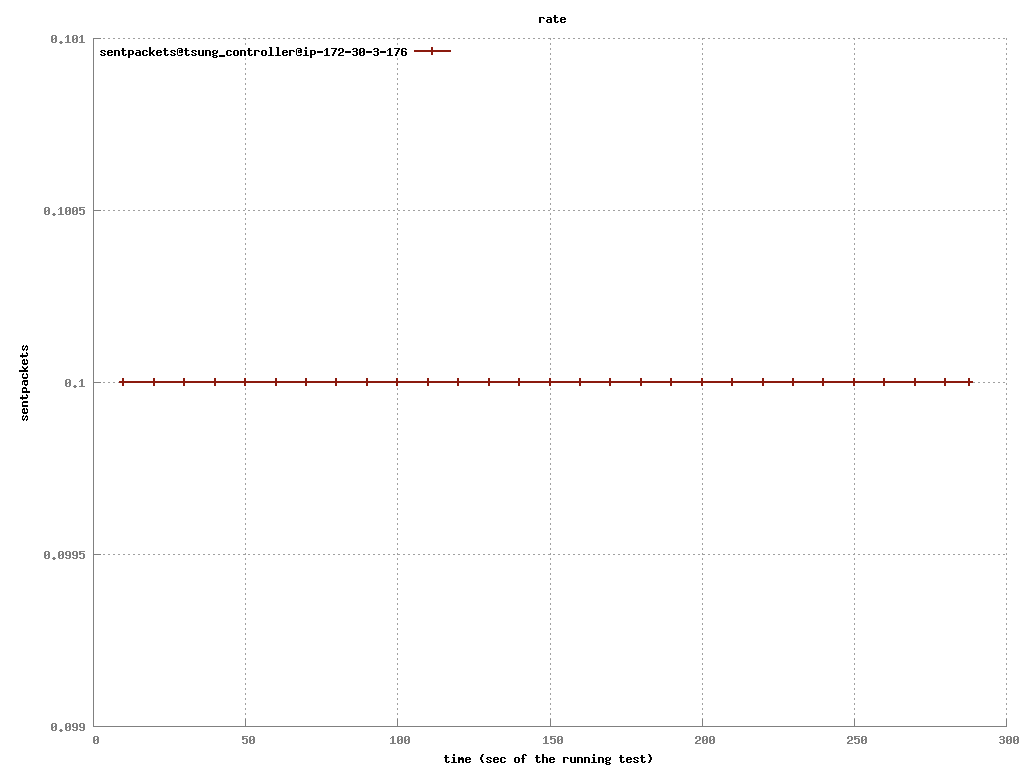 rate
sentpackets@tsung_controller@ip-172-30-3-176
0.101
0.1005
0.1
0.0995
0.099
sentpackets
0 50 100 150 200 250 300
time (sec of the running test)